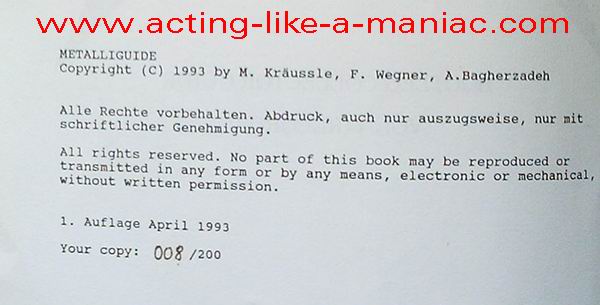 www.acting-like-a-maniac.com
METALLIGUIDE
Copyright (C) 1993 by M. Kräussle, F. Wegner, A.Bagherzadeh
Alle Rechte vorbehalten. Abdruck, auch nur auszugsweise, nur mit
schriftlicher Genehmigung.
All rights reserved. No part of this book may be reproduced or
transmitted in any form or by any means, electronic or mechanical,
without written permission.
1. Auflage April 1993
Your copy: 008/200